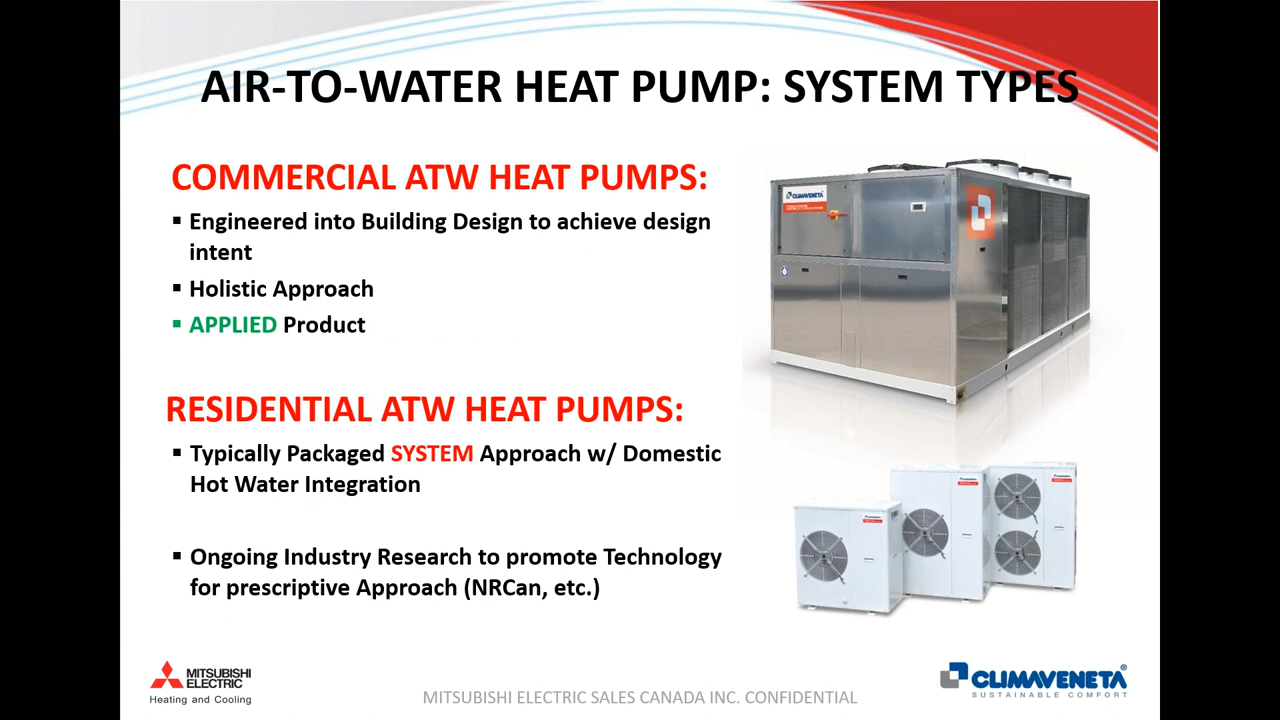 AIR-TO-WATER HEAT PUMP: SYSTEM TYPES
COMMERCIAL ATW HEAT PUMPS:
▪ Engineered into Building Design to achieve design
intent
▪ Holistic Approach
▪ APPLIED Product
CLIMAVENETA
RESIDENTIAL ATW HEAT PUMPS:
▪ Typically Packaged SYSTEM Approach w/ Domestic
Hot Water Integration
▪ Ongoing Industry Research to promote Technology
for prescriptive Approach (NRCan, etc.)
MITSUBISHI
ELECTRIC
Heating and Cooling
MITSUBISHI ELECTRIC SALES CANADA INC. CONFIDENTIAL
CLIMAVENETA®
SUSTAINABLE COMFORT